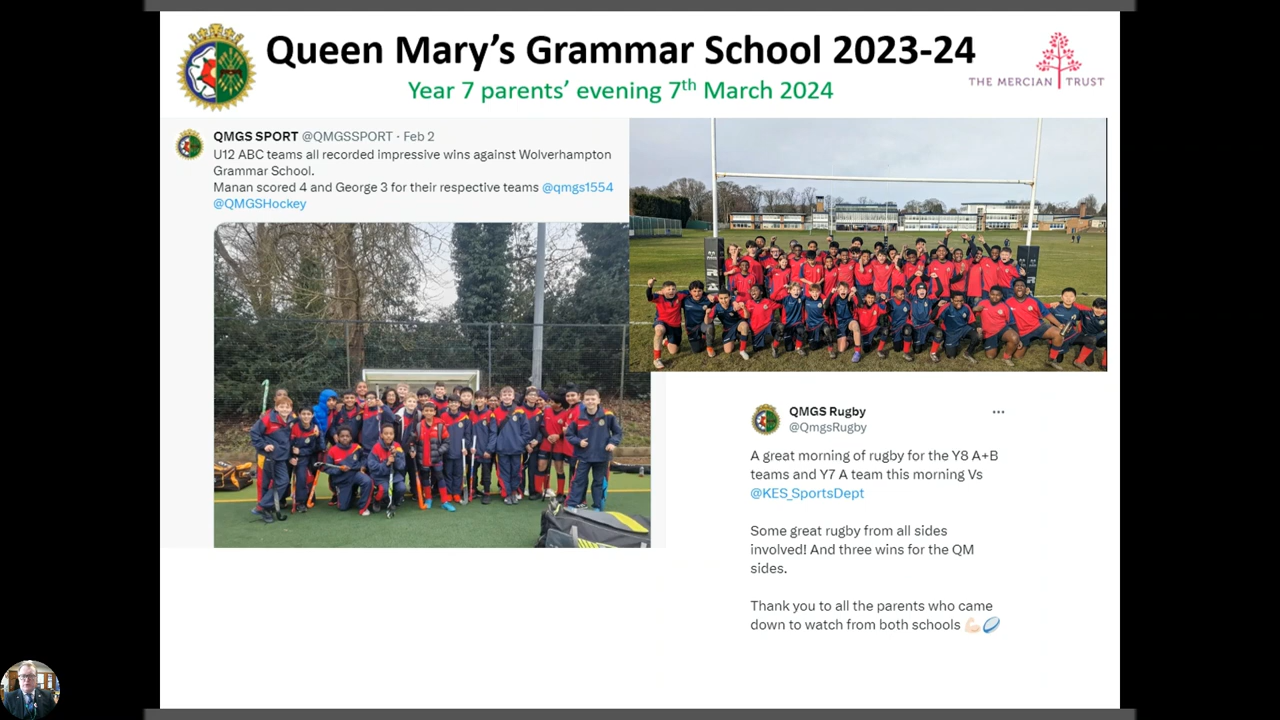 Queen Mary’s Grammar School 2023-24
Year 7 parents’ evening 7th March 2024
THE MERCIAN TRUST
QMGS SPORT @QMGSSPORT · Feb 2
U12 ABC teams all recorded impressive wins against Wolverhampton
Grammar School.
Manan scored 4 and George 3 for their respective teams @qmgs1554
@QMGSHockey
QMGS Rugby
@QmgsRugby
A great morning of rugby for the Y8 A+B
teams and Y7 A team this morning Vs
@KES_SportsDept
Some great rugby from all sides
involved! And three wins for the QM
sides.
Thank you to all the parents who came
down to watch from both schools 💪🏻🏉